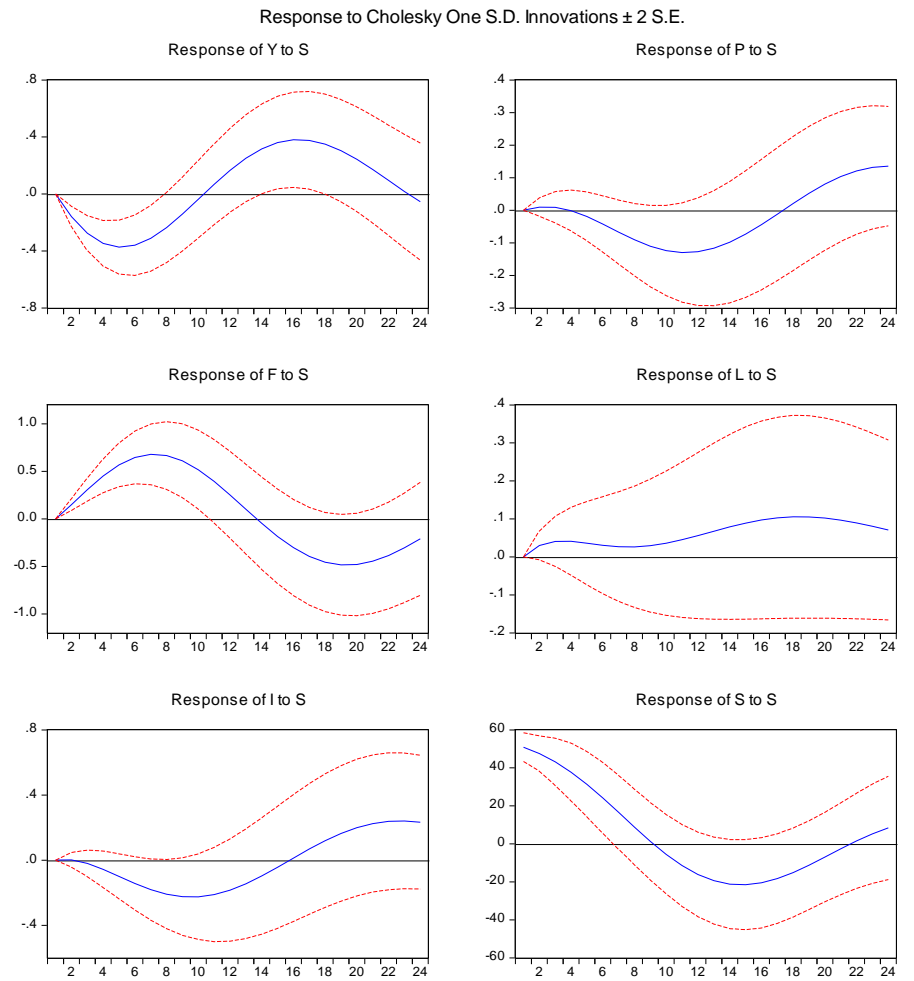 Response to Cholesky One S.D. Innovations ± 2 S.E.
Response of Y to S
.8
.4
.0
-.4
-.8
2 4 6 8 10 12 14 16 18 20 22 24
Response of P to S
.4
.3
.2
.1
.0
-.1
-.2
-.3
2 4 6 8 10 12 14 16 18 20 22 24
Response of F to S
1.0
0.5
0.0
-0.5
-1.0
2 4 6 8 10 12 14 16 18 20 22 24
Response of L to S
.4
.3
.2
.1
.0
-.1
-.2
2 4 6 8 10 12 14 16 18 20 22 24
Response of I to S
.8
.4
.0
-.4
2 4 6 8 10 12 14 16 18 20 22 24
Response of S to S
60
40
20
0
-20
-40
-60
2 4 6 8 10 12 14 16 18 20 22 24